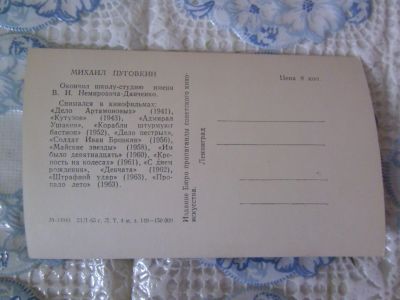 МИХАИЛ ПУГОВКИН
Окончил школу-студию имени
В. И. Немировича-Данченко.
Снимался в кинофильмах:
«Дело Артамоновых» (1941),
«Кутузов» (1943), «Адмирал
Ушаков», «Корабли штурмуют
бастион» (1952), «Дело пестрых»,
«Солдат Иван Бровкин» (1956),
«Майские звезды» (1958), «Им
было девятнадцать» (1960), «Кре-
пость на колесах» (1961), «С днем
рождения», «Девчата» (1962),
«Штрафной удар» (1963), «Про-
пало лето» (1963).
Издание Бюро пропаганды советского кино-
искусства.
Ленинград
Цена 8 коп.